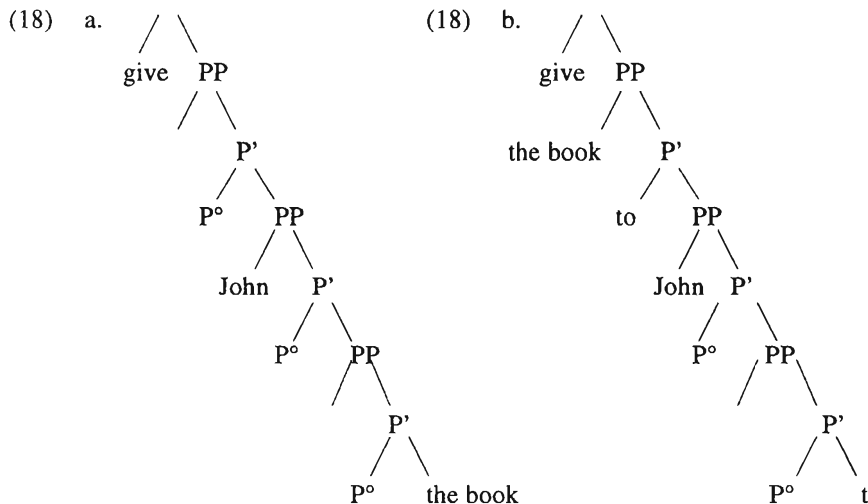 (18) a. (18) b.
give PP give PP
P' the book P'
P° PP to PP
John P' John P'
P° PP P° PP
P' P'
P° the book P° t